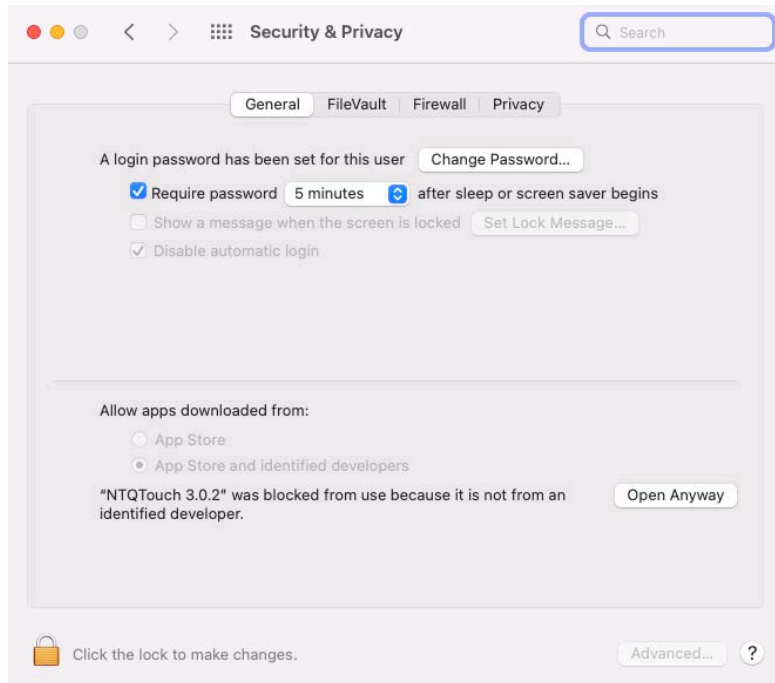 Security & Privacy
Search
General FileVault Firewall Privacy
A login password has been set for this user Change Password...
Require password 5 minutes after sleep or screen saver begins
Show a message when the screen is locked Set Lock Message...
Disable automatic login
Allow apps downloaded from:
App Store
App Store and identified developers
“NTQTouch 3.0.2” was blocked from use because it is not from an Open Anyway
identified developer.
Click the lock to make changes. Advanced... ?